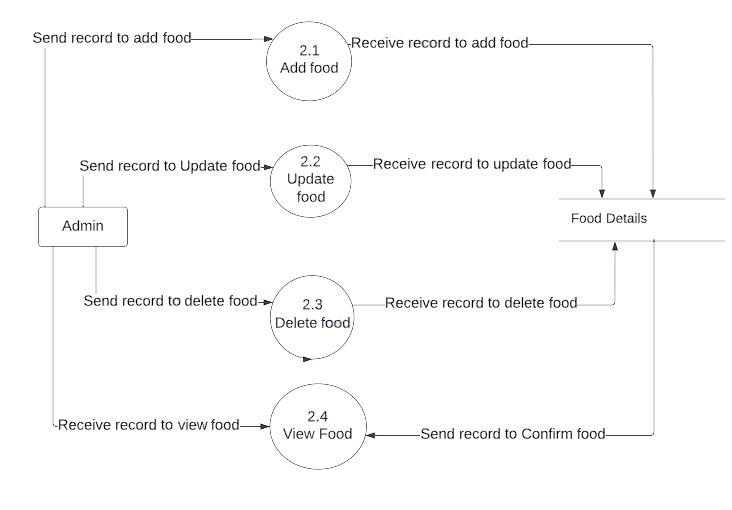 Send record to add food
2.1
Add food
Receive record to add food
Send record to Update food
2.2
Update
food
Receive record to update food
Admin
Food Details
Send record to delete food
2.3
Delete food
Receive record to delete food
Receive record to view food
2.4
View Food
Send record to Confirm food